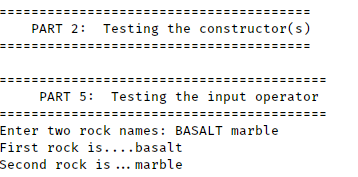 =======================================
PART 2:  Testing the constructor(s)
=======================================
=========================================
PART 5:  Testing the input operator
=========================================
Enter two rock names: BASALT marble
First rock is....basalt
Second rock is...marble